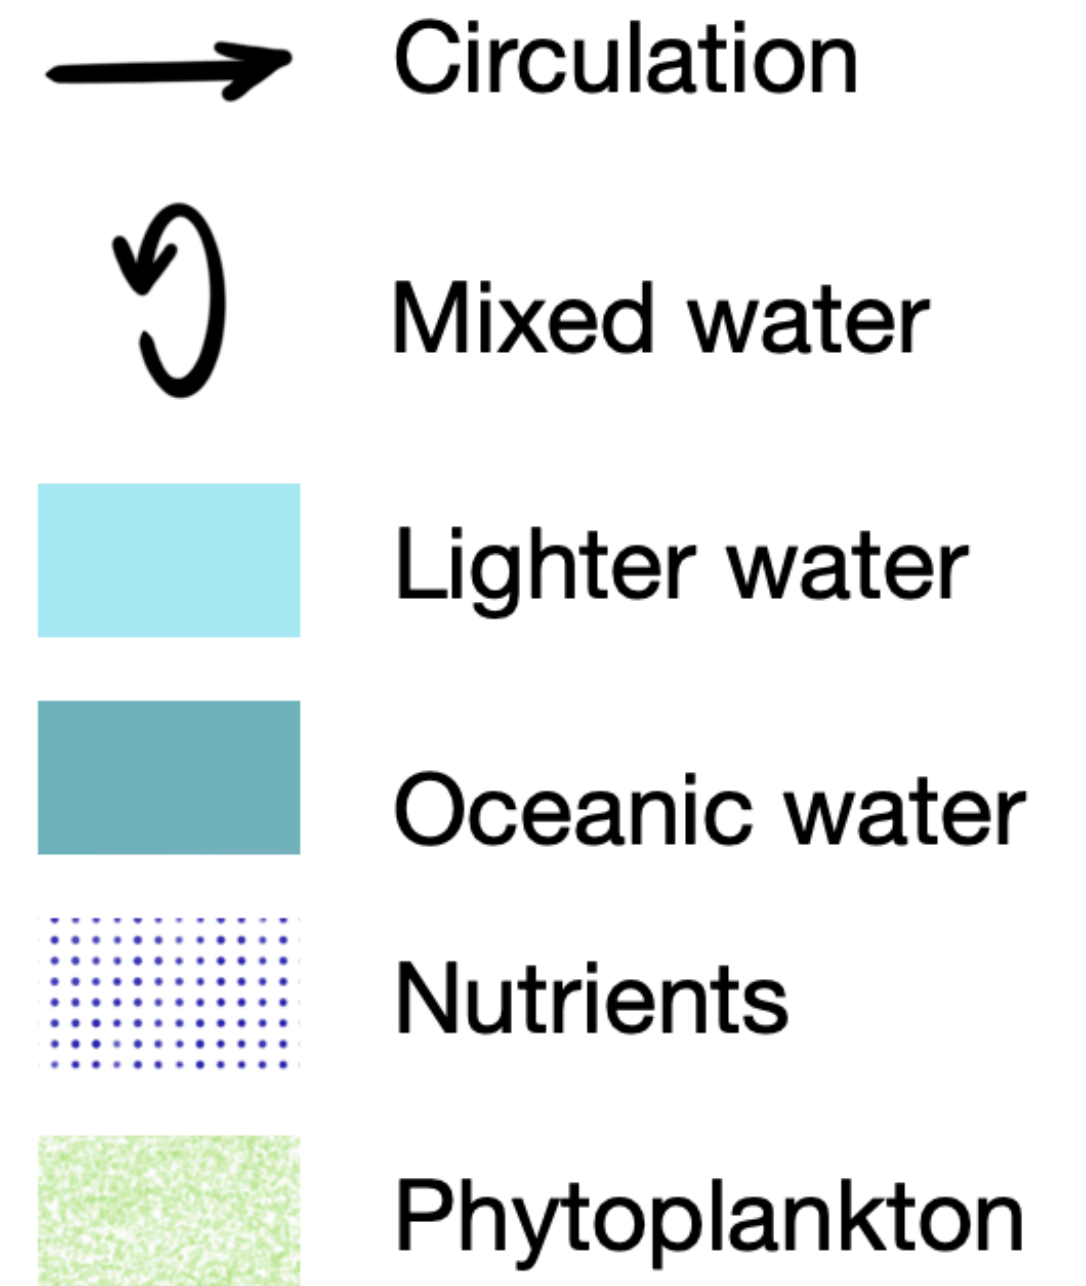 Circulation
Mixed water
Lighter water
Oceanic water
Nutrients
Phytoplankton